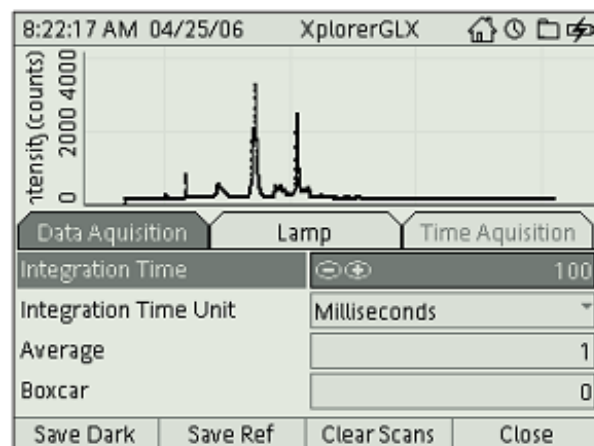 8:22:17 AM 04/25/06 XplorerGLX
ntensity (counts)
4000
2000
0
Data Aquisition Lamp Time Aquisition
Integration Time 100
Integration Time Unit Milliseconds
Average 1
Boxcar 0
Save Dark Save Ref Clear Scans Close